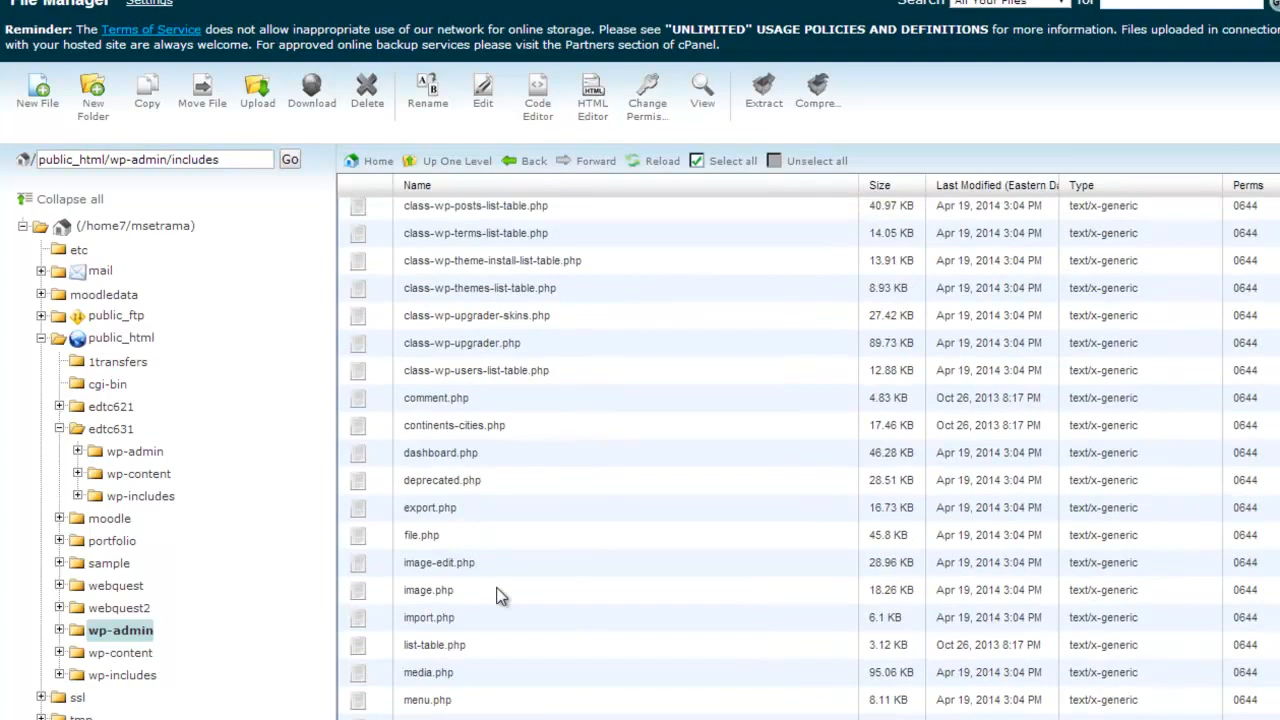 File Manager Settings Search All Your Files for
Reminder: The Terms of Service does not allow inappropriate use of our network for online storage. Please see "UNLIMITED" USAGE POLICIES AND DEFINITIONS for more information. Files uploaded in connection
with your hosted site are always welcome. For approved online backup services please visit the Partners section of cPanel.
New File
New Folder
Copy
Move File
Upload
Download
Delete
Rename
Edit
Code Editor
HTML Editor
Change Permis...
View
Extract
Compre...
/ public_html/wp-admin/includes Go
Collapse all
(/home7/msetrama)
etc
mail
moodledata
public_ftp
public_html
1transfers
cgi-bin
edtc621
edtc631
wp-admin
wp-content
wp-includes
moodle
portfolio
sample
webquest
webquest2
wp-admin
wp-content
wp-includes
ssl
tmp
Home Up One Level Back Forward Reload Select all Unselect all
Name Size Last Modified (Eastern Da Type Perms
class-wp-posts-list-table.php 40.97 KB Apr 19, 2014 3:04 PM text/x-generic 0644
class-wp-terms-list-table.php 14.05 KB Apr 19, 2014 3:04 PM text/x-generic 0644
class-wp-theme-install-list-table.php 13.91 KB Apr 19, 2014 3:04 PM text/x-generic 0644
class-wp-themes-list-table.php 8.93 KB Apr 19, 2014 3:04 PM text/x-generic 0644
class-wp-upgrader-skins.php 27.42 KB Apr 19, 2014 3:04 PM text/x-generic 0644
class-wp-upgrader.php 89.73 KB Apr 19, 2014 3:04 PM text/x-generic 0644
class-wp-users-list-table.php 12.88 KB Apr 19, 2014 3:04 PM text/x-generic 0644
comment.php 4.83 KB Oct 26, 2013 8:17 PM text/x-generic 0644
continents-cities.php 17.46 KB Oct 26, 2013 8:17 PM text/x-generic 0644
dashboard.php 46.28 KB Apr 19, 2014 3:04 PM text/x-generic 0644
deprecated.php 28.51 KB Apr 19, 2014 3:04 PM text/x-generic 0644
export.php 16.73 KB Apr 19, 2014 3:04 PM text/x-generic 0644
file.php 45.8 KB Apr 19, 2014 3:04 PM text/x-generic 0644
image-edit.php 28.96 KB Apr 19, 2014 3:04 PM text/x-generic 0644
image.php 18.26 KB Apr 19, 2014 3:04 PM text/x-generic 0644
import.php 6.1 KB Apr 19, 2014 3:04 PM text/x-generic 0644
list-table.php 3.12 KB Oct 26, 2013 8:17 PM text/x-generic 0644
media.php 95.06 KB Apr 19, 2014 3:04 PM text/x-generic 0644
menu.php Apr 19, 2014 3:04 PM text/x-generic 0644